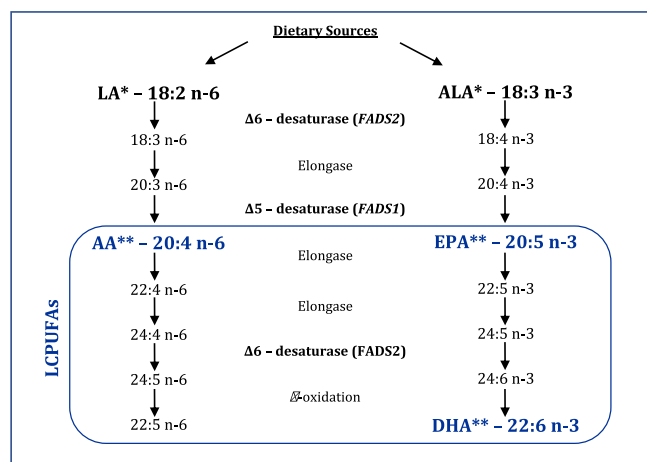 Dietary Sources
LA* – 18:2 n-6
ALA* – 18:3 n-3
Δ6 – desaturase (FADS2)
18:3 n-6
18:4 n-3
Elongase
20:3 n-6
20:4 n-3
Δ5 – desaturase (FADS1)
AA** – 20:4 n-6
EPA** – 20:5 n-3
Elongase
22:4 n-6
22:5 n-3
Elongase
24:4 n-6
24:5 n-3
Δ6 – desaturase (FADS2)
24:5 n-6
24:6 n-3
-oxidation
22:5 n-6
DHA** – 22:6 n-3
LCPUFAs